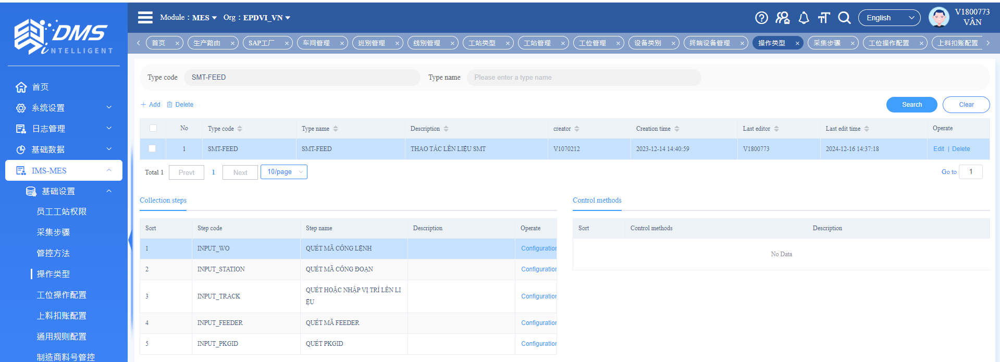 DMS
iNTELLIGENT
首页
系统设置
日志管理
基础数据
IMS-MES
基础设置
员工工站权限
采集步骤
管控方法
操作类型
工位操作配置
上料扣账配置
通用规则配置
制造商料号管控
Module : MES Org : EPDVI_VN
English
V1800773
VÂN
首页 × 生产路由 × SAP工厂 × 车间管理 × 班别管理 × 线别管理 × 工站类型 × 工站管理 × 工位管理 × 设备类别 × 终端设备管理 × 操作类型 × 采集步骤 × 工位操作配置 × 上料扣账配置
Type code SMT-FEED Type name Please enter a type name
+ Add Delete Search Clear
No Type code Type name Description creator Creation time Last editor Last edit time Operate
1 SMT-FEED SMT-FEED THAO TÁC LÊN LIỆU SMT V1070212 2023-12-14 14:40:59 V1800773 2024-12-16 14:37:18 Edit | Delete
Total 1 Prevt 1 Next 10/page Go to 1
Collection steps
Sort Step code Step name Description Operate
1 INPUT_WO QUÉT MÃ CÔNG LỆNH Configuration
2 INPUT_STATION QUÉT MÃ CÔNG ĐOẠN Configuration
3 INPUT_TRACK QUÉT HOẶC NHẬP VỊ TRÍ LÊN LI
ỆU Configuration
4 INPUT_FEEDER QUÉT MÃ FEEDER Configuration
5 INPUT_PKGID QUÉT PKGID Configuration
Control methods
Sort Control methods Description
No Data